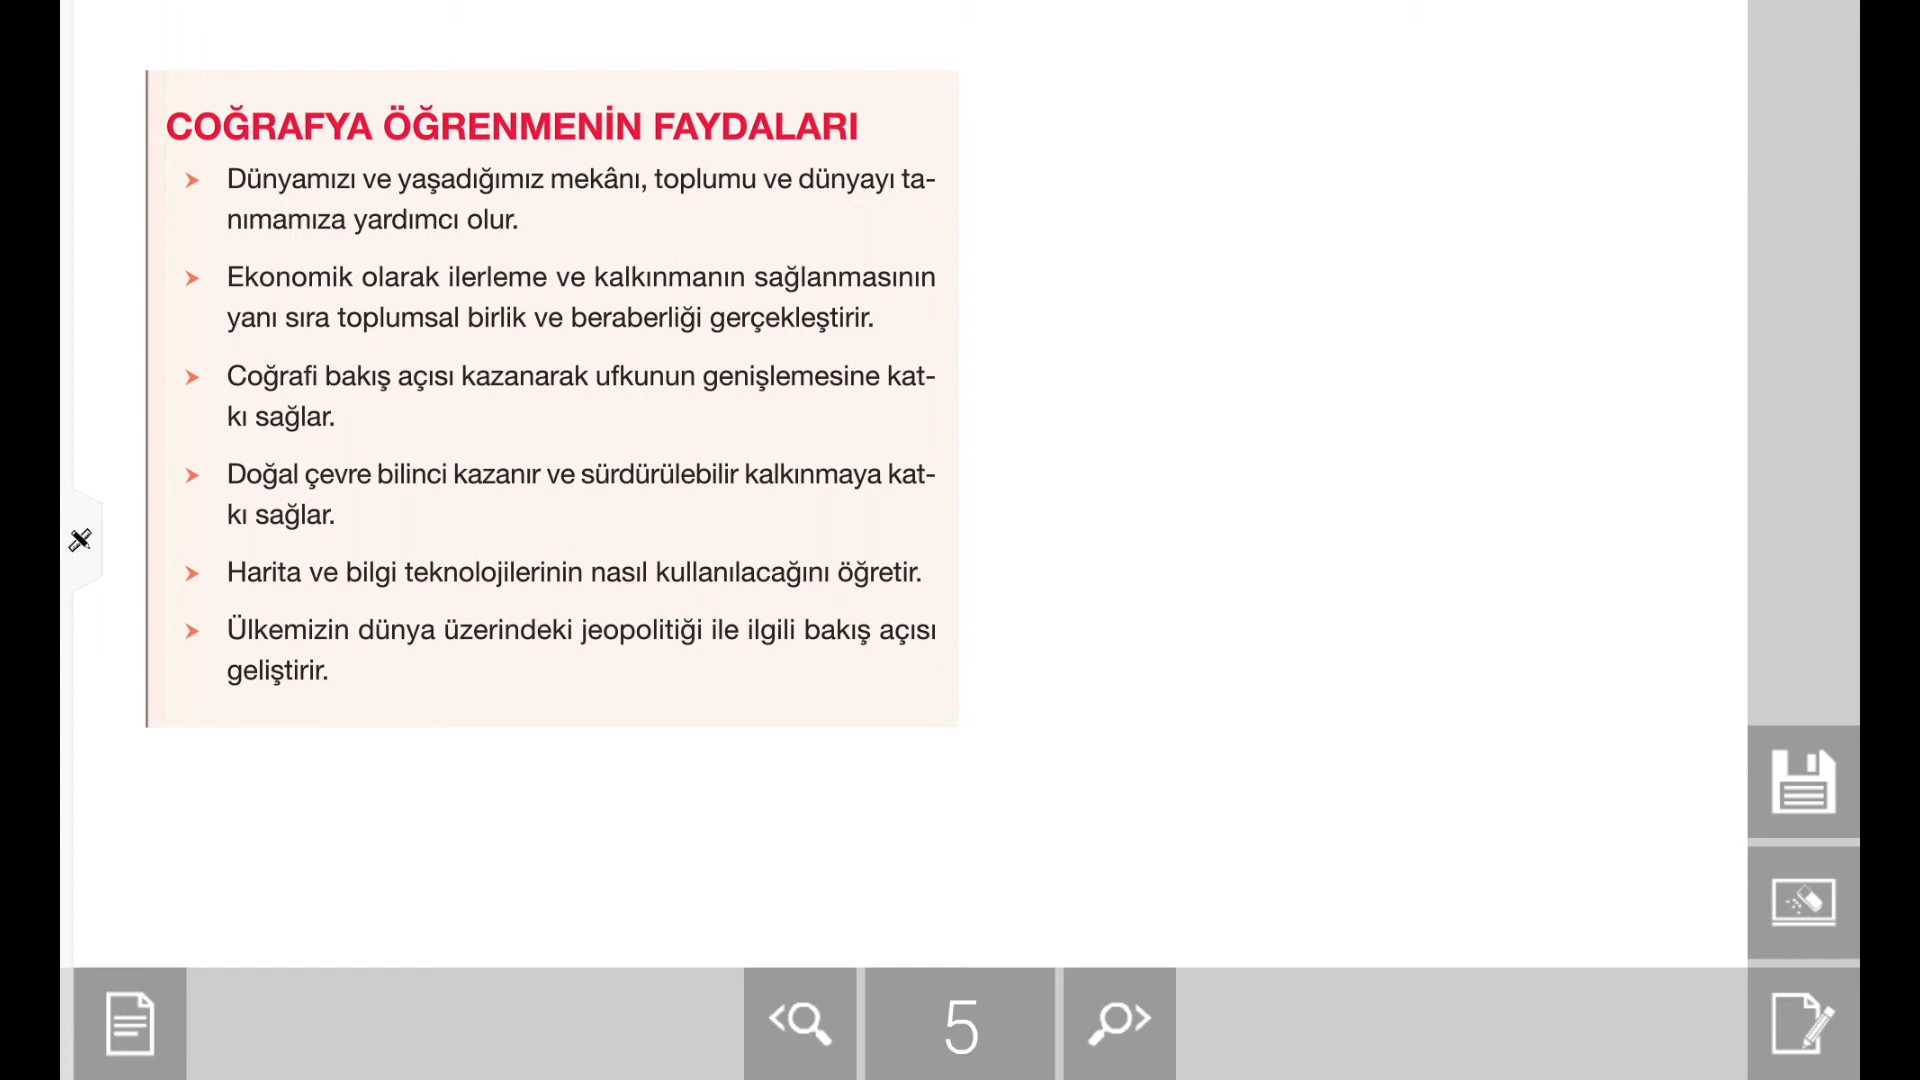 COĞRAFYA ÖĞRENMENİN FAYDALARI
➤ Dünyamızı ve yaşadığımız mekânı, toplumu ve dünyayı ta-
nımamıza yardımcı olur.
➤ Ekonomik olarak ilerleme ve kalkınmanın sağlanmasının
yanı sıra toplumsal birlik ve beraberliği gerçekleştirir.
➤ Coğrafi bakış açısı kazanarak ufkunun genişlemesine kat-
kı sağlar.
➤ Doğal çevre bilinci kazanır ve sürdürülebilir kalkınmaya kat-
kı sağlar.
➤ Harita ve bilgi teknolojilerinin nasıl kullanılacağını öğretir.
➤ Ülkemizin dünya üzerindeki jeopolitiği ile ilgili bakış açısı
geliştirir.
5